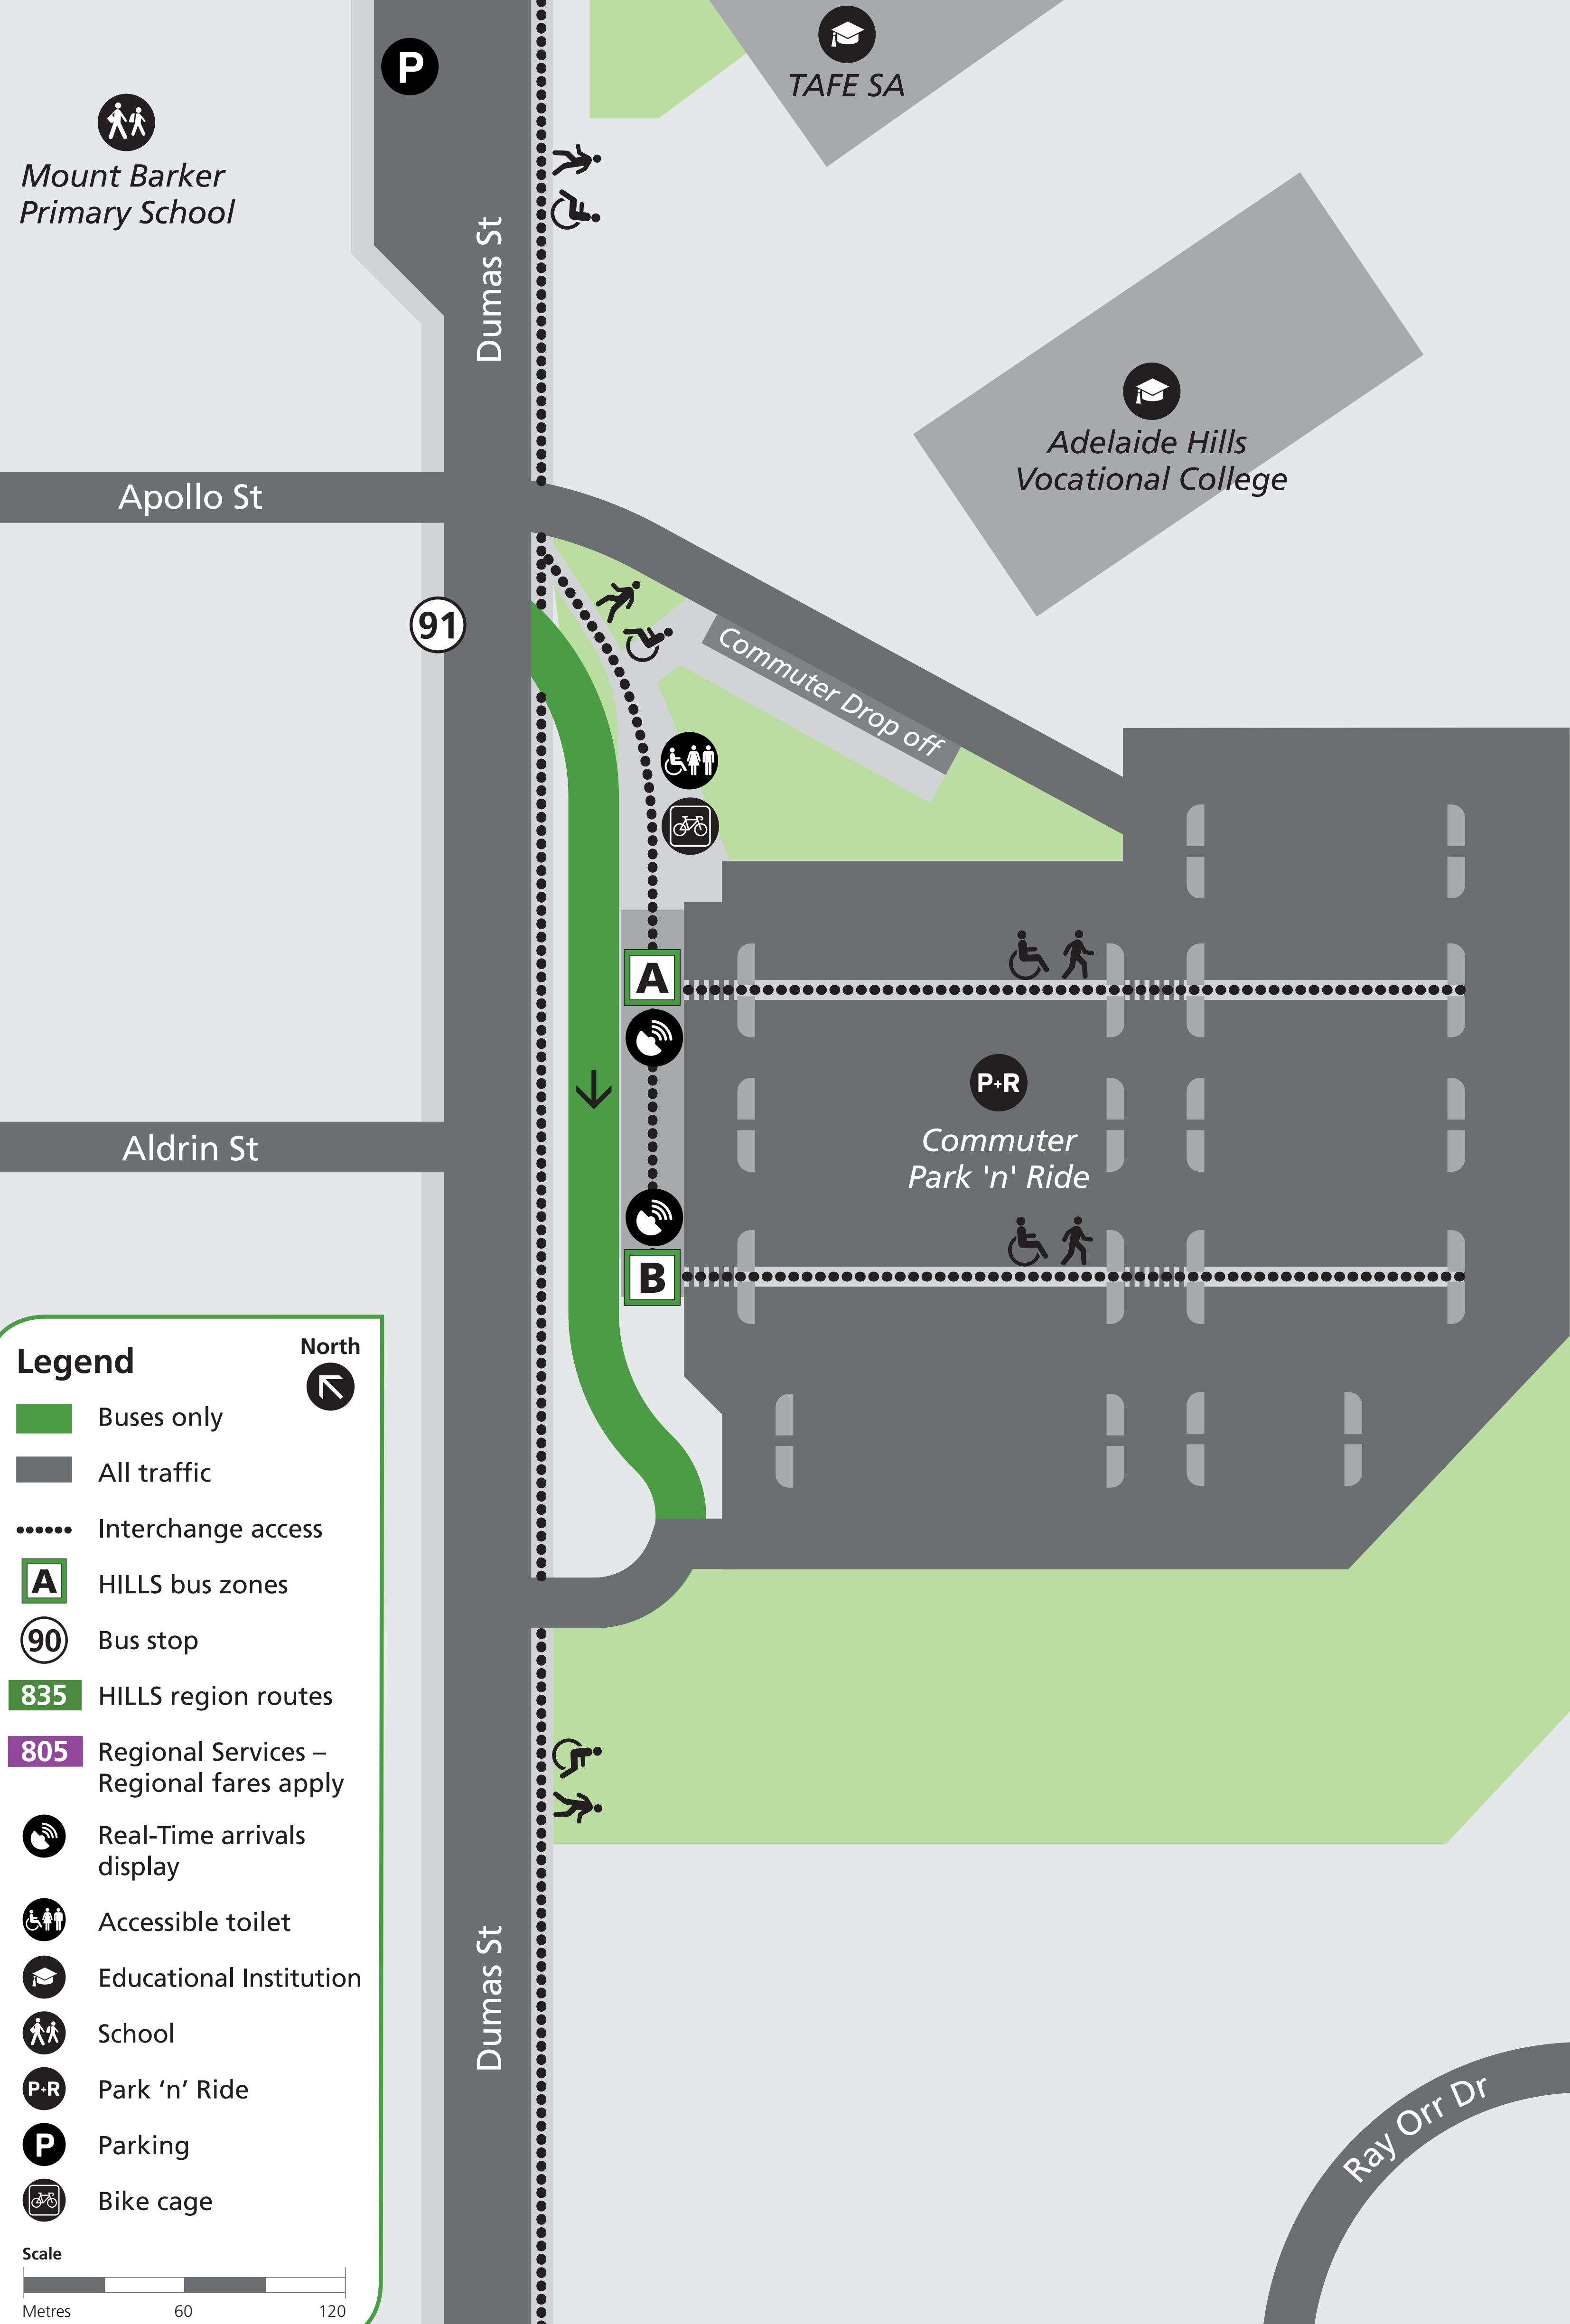 P
TAFE SA
Mount Barker
Primary School
Dumas St
Adelaide Hills
Vocational College
Apollo St
91
Commuter Drop off
A
P+R
Commuter
Park 'n' Ride
Aldrin St
B
Legend
North
Buses only
All traffic
Interchange access
A HILLS bus zones
90 Bus stop
835 HILLS region routes
805 Regional Services –
Regional fares apply
Real-Time arrivals
display
Accessible toilet
Educational Institution
School
P+R Park ‘n’ Ride
P Parking
Bike cage
Scale
Metres 60 120
Dumas St
Ray Orr Dr